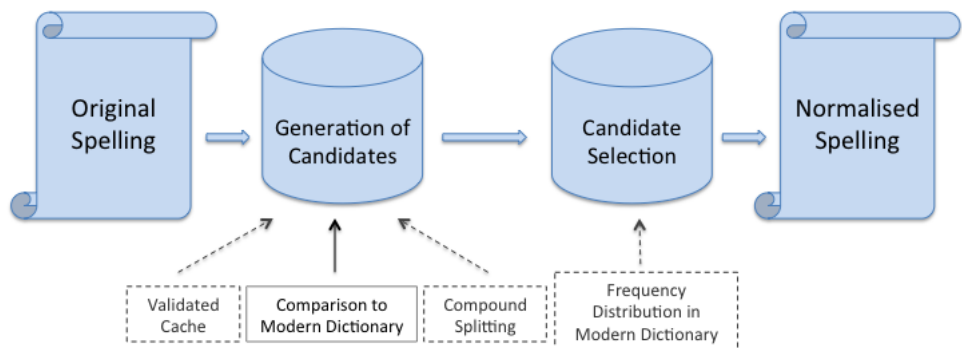 Original
Spelling
Generation of
Candidates
Candidate
Selection
Normalised
Spelling
Validated
Cache
Comparison to
Modern Dictionary
Compound
Splitting
Frequency
Distribution in
Modern Dictionary